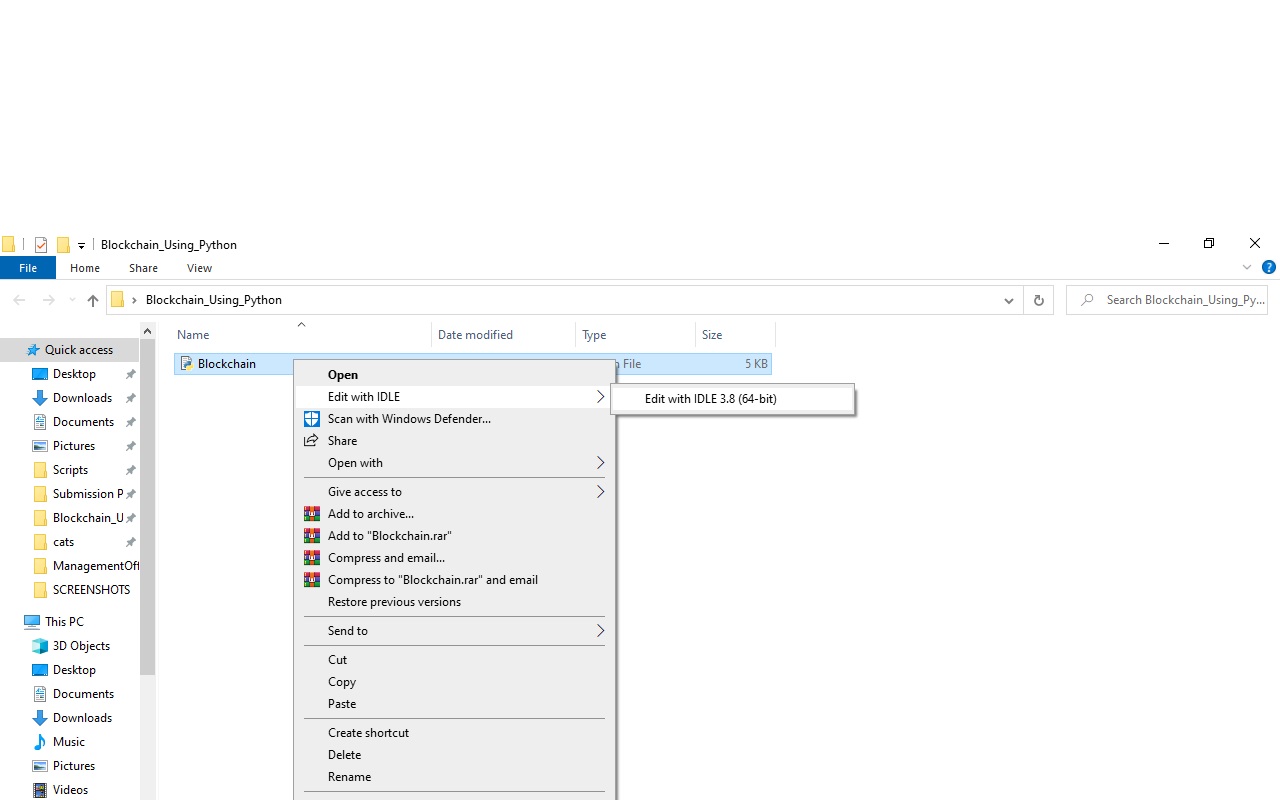 Blockchain_Using_Python
File Home Share View
Blockchain_Using_Python
Search Blockchain_Using_Py...
Name Date modified Type Size
Quick access
Desktop
Downloads
Documents
Pictures
Scripts
Submission P
Blockchain_U
cats
ManagementOff
SCREENSHOTS
This PC
3D Objects
Desktop
Documents
Downloads
Music
Pictures
Videos
Blockchain File 5 KB
Open
Edit with IDLE
Edit with IDLE 3.8 (64-bit)
Scan with Windows Defender...
Share
Open with
Give access to
Add to archive...
Add to "Blockchain.rar"
Compress and email...
Compress to "Blockchain.rar" and email
Restore previous versions
Send to
Cut
Copy
Paste
Create shortcut
Delete
Rename